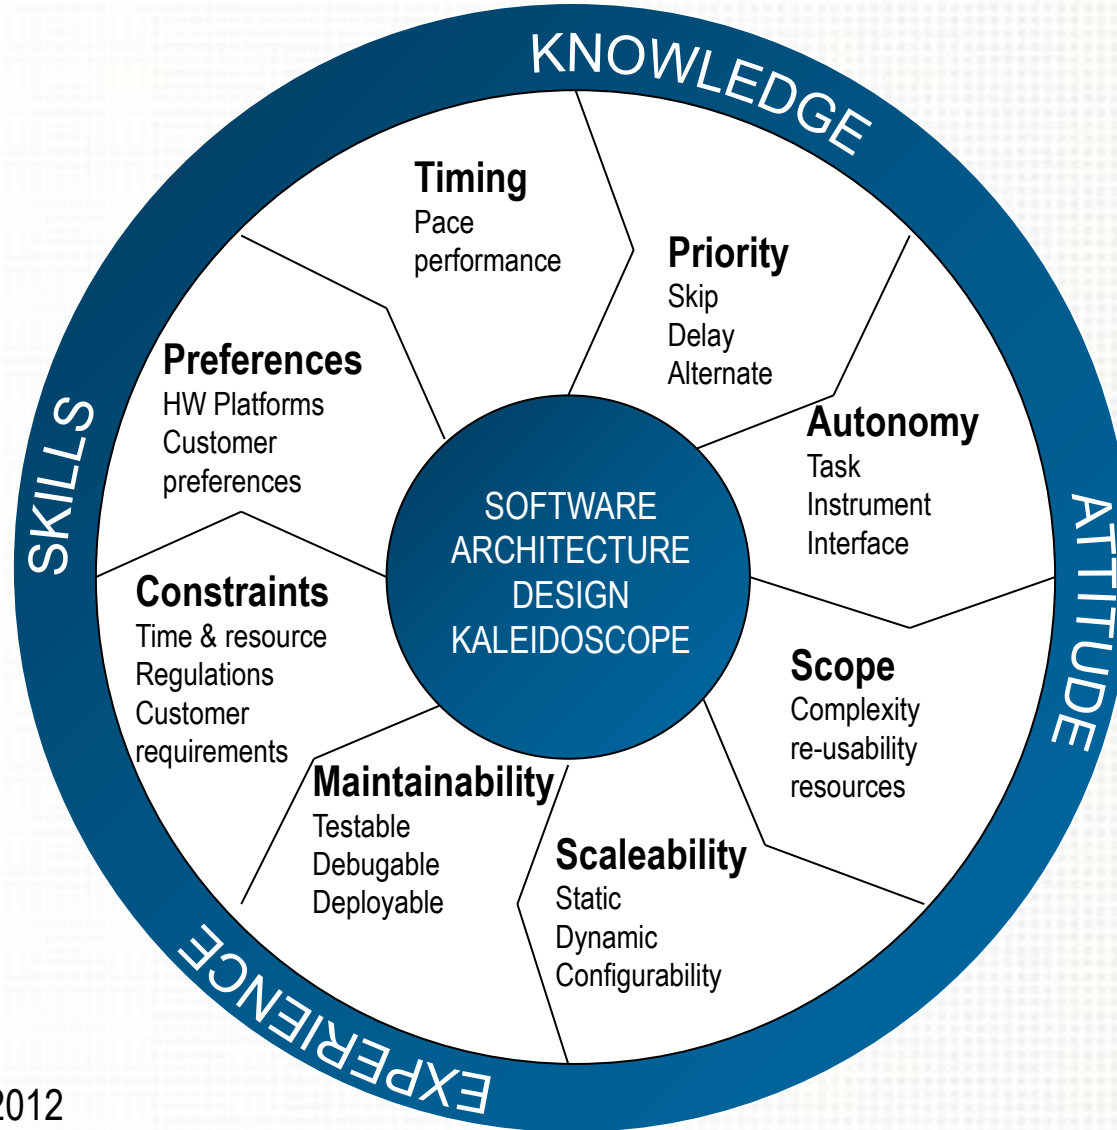 KNOWLEDGE
Timing
Pace
performance
Priority
Skip
Delay
Alternate
Autonomy
Task
Instrument
Interface
ATTITUDE
Scope
Complexity
re-usability
resources
Scaleability
Static
Dynamic
Configurability
EXPERIENCE
Maintainability
Testable
Debugable
Deployable
Constraints
Time & resource
Regulations
Customer
requirements
SKILLS
Preferences
HW Platforms
Customer
preferences
SOFTWARE
ARCHITECTURE
DESIGN
KALEIDOSCOPE
2012